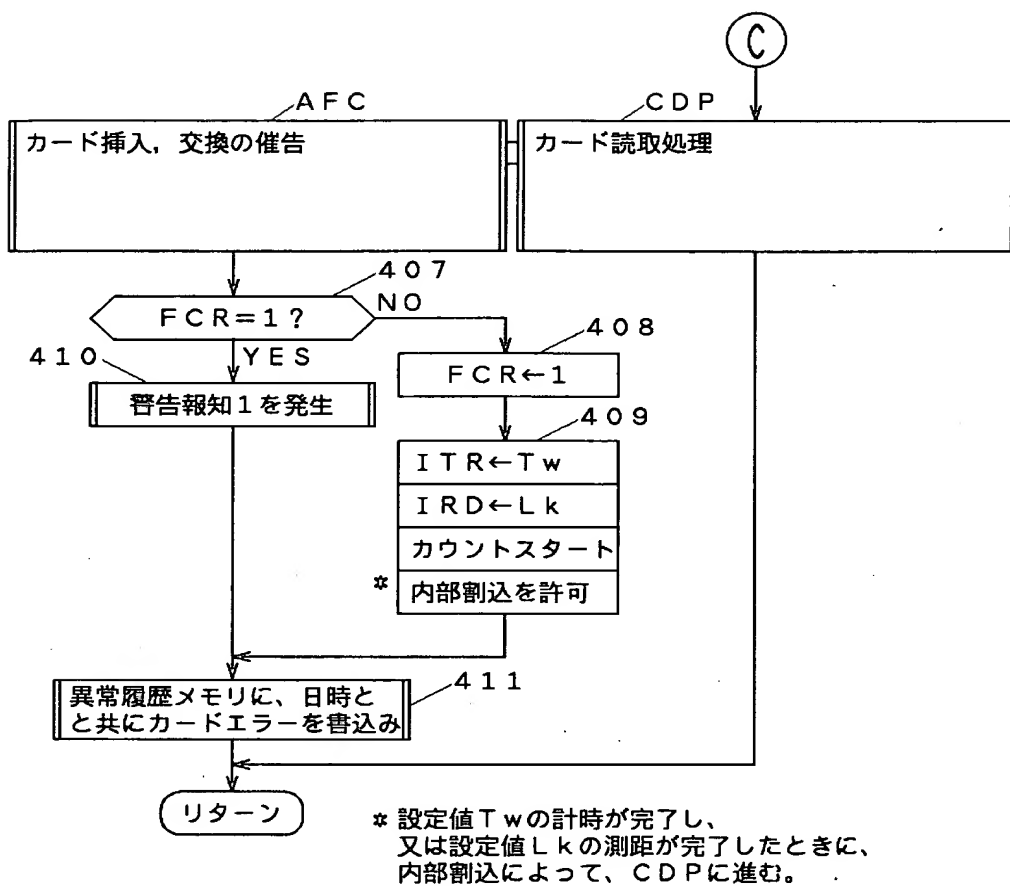 C
AFC
CDP
カード挿入，交換の催告
カード読取処理
407
FCR=1?
NO
YES
408
FCR←1
410
警告報知1を発生
409
ITR←Tw
IRD←Lk
カウントスタート
* 内部割込を許可
411
異常履歴メモリに、日時と
と共にカードエラーを書込み
リターン
* 設定値Twの計時が完了し、
又は設定値Lkの測距が完了したときに、
内部割込によって、CDPに進む。